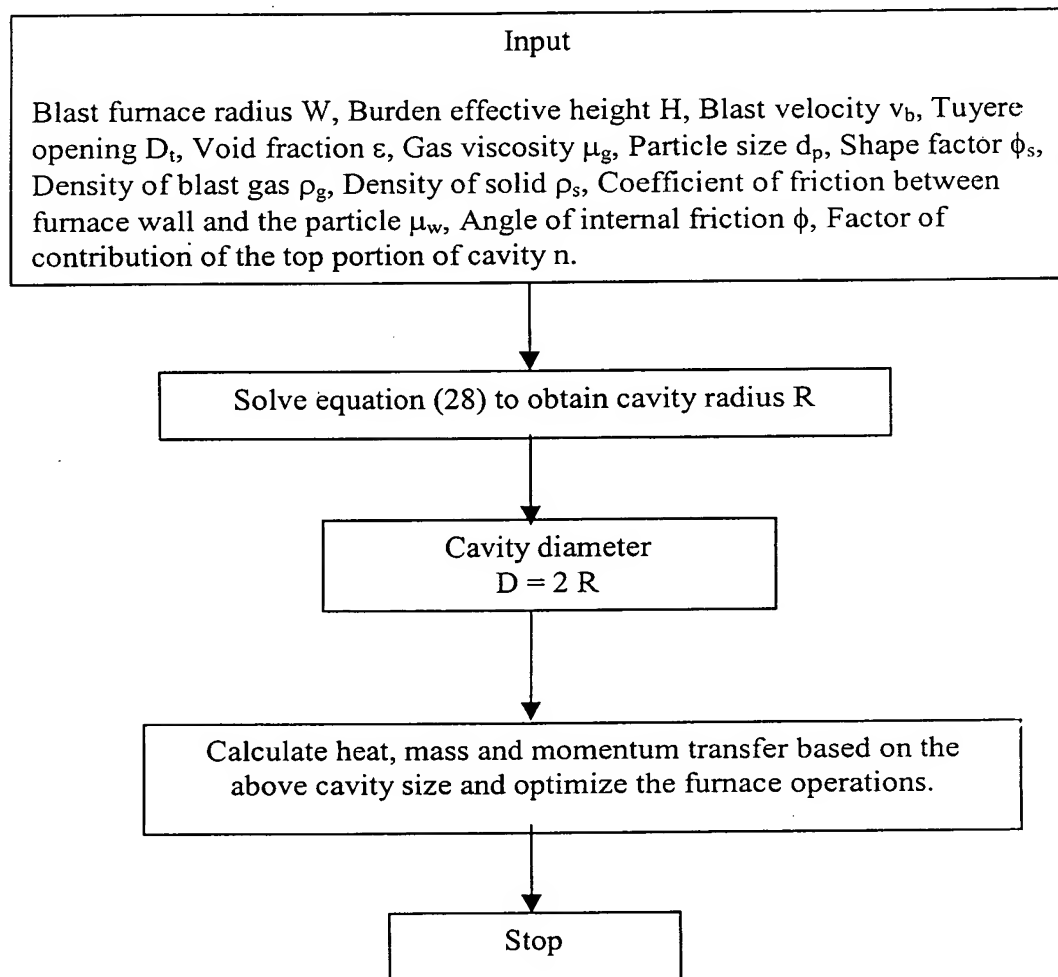 Input
Blast furnace radius W, Burden effective height H, Blast velocity v_b, Tuyere
opening D_t, Void fraction ε, Gas viscosity μ_g, Particle size d_p, Shape factor ϕ_s,
Density of blast gas ρ_g, Density of solid ρ_s, Coefficient of friction between
furnace wall and the particle μ_w, Angle of internal friction ϕ, Factor of
contribution of the top portion of cavity n.
Solve equation (28) to obtain cavity radius R
Cavity diameter
D = 2 R
Calculate heat, mass and momentum transfer based on the
above cavity size and optimize the furnace operations.
Stop